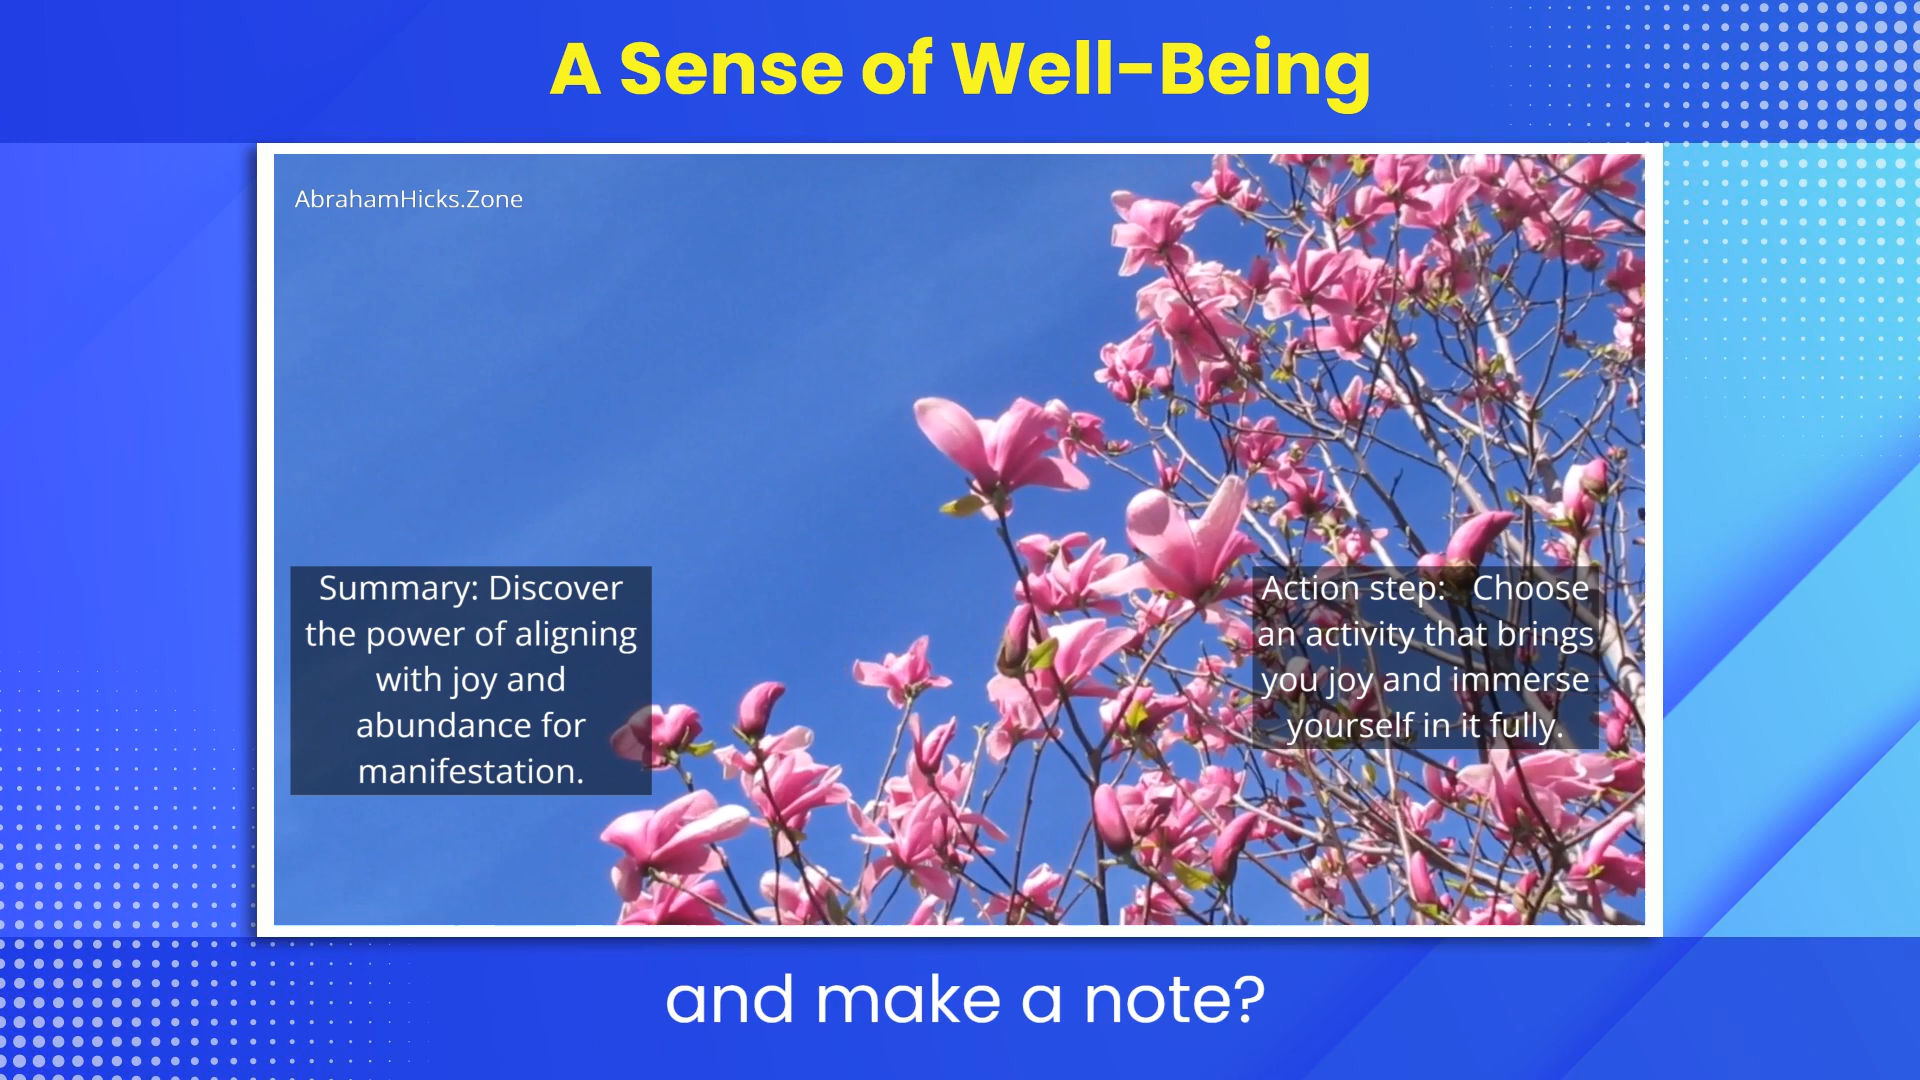 A Sense of Well-Being
AbrahamHicks.Zone
Summary: Discover
the power of aligning
with joy and
abundance for
manifestation.
Action step:   Choose
an activity that brings
you joy and immerse
yourself in it fully.
and make a note?